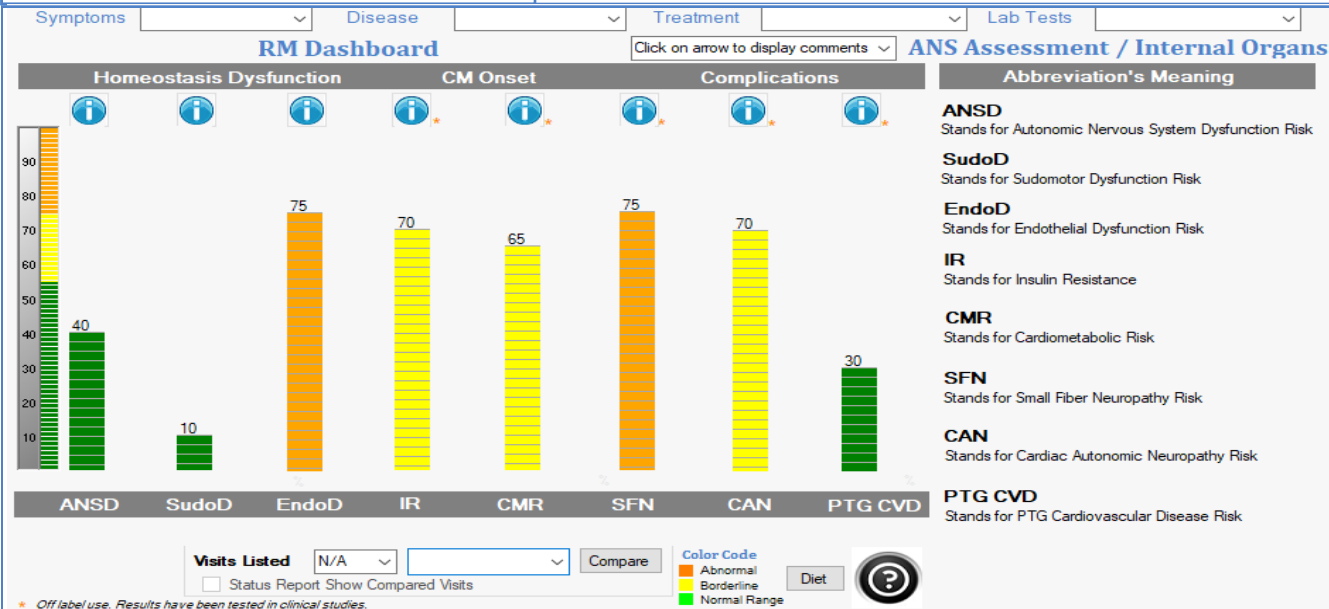 Symptoms Disease Treatment Lab Tests
RM Dashboard Click on arrow to display comments ANS Assessment / Internal Organs
Homeostasis Dysfunction CM Onset Complications Abbreviation's Meaning
* * * * *
90
80
70
60
50
40
30
20
10
40
10
75
70
65
75
70
30
% % %
ANSD SudoD EndoD IR CMR SFN CAN PTG CVD
ANSD
Stands for Autonomic Nervous System Dysfunction Risk
SudoD
Stands for Sudomotor Dysfunction Risk
EndoD
Stands for Endothelial Dysfunction Risk
IR
Stands for Insulin Resistance
CMR
Stands for Cardiometabolic Risk
SFN
Stands for Small Fiber Neuropathy Risk
CAN
Stands for Cardiac Autonomic Neuropathy Risk
PTG CVD
Stands for PTG Cardiovascular Disease Risk
Visits Listed N/A Compare
Status Report Show Compared Visits
Color Code
Abnormal
Borderline
Normal Range
Diet
?
* Off label use. Results have been tested in clinical studies.